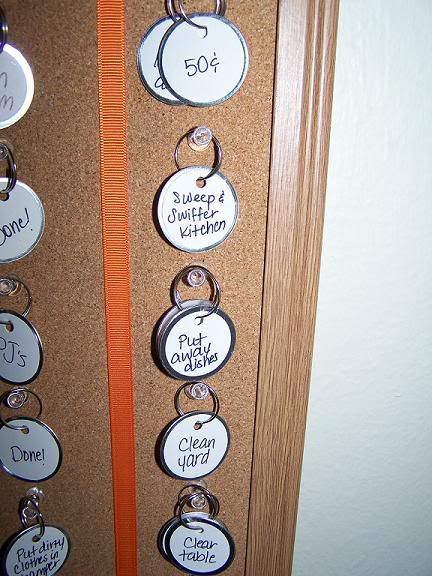 50¢
Sweep &
Swiffer
Kitchen
Put
away
dishes
Clean
yard
Clear
table
Done!
PJ's
Done!
Put dirty
clothes in